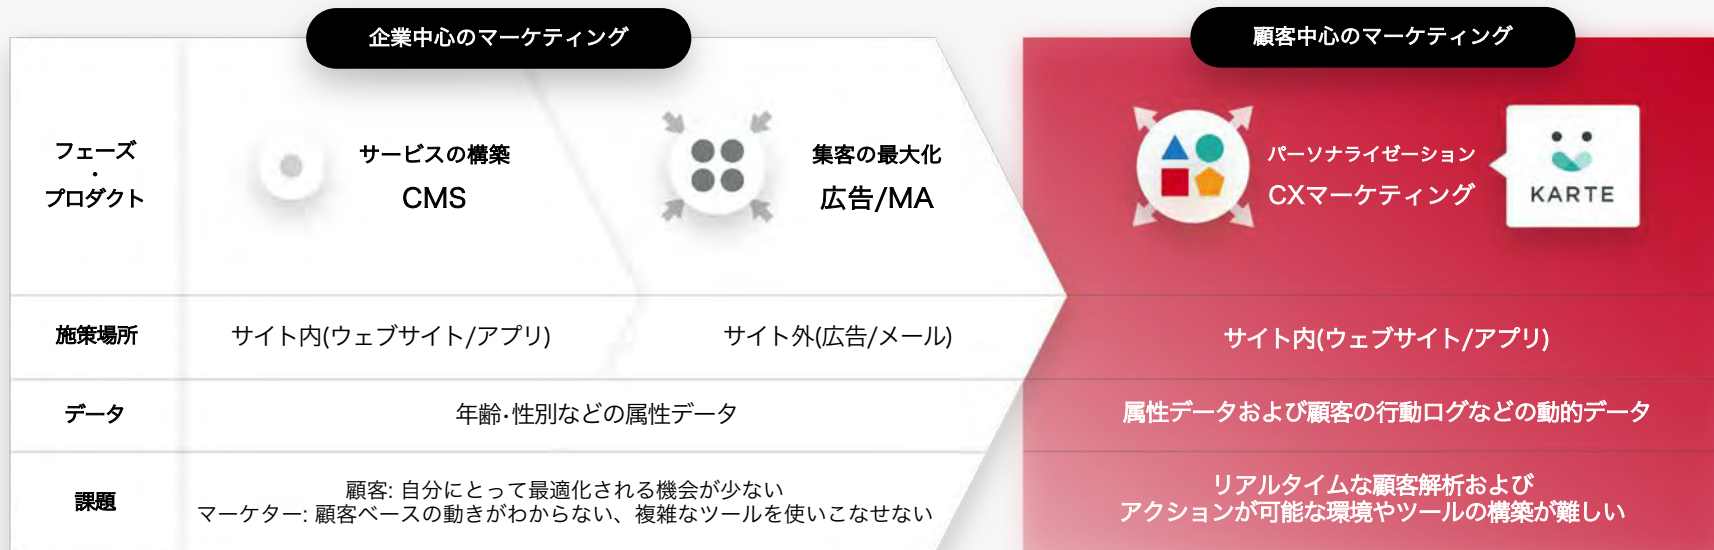 企業中心のマーケティング
顧客中心のマーケティング
フェーズ
・
プロダクト
サービスの構築
CMS
集客の最大化
広告/MA
パーソナライゼーション
CXマーケティング
KARTE
施策場所
サイト内(ウェブサイト/アプリ)
サイト外(広告/メール)
サイト内(ウェブサイト/アプリ)
データ
年齢・性別などの属性データ
属性データおよび顧客の行動ログなどの動的データ
課題
顧客: 自分にとって最適化される機会が少ない
マーケター: 顧客ベースの動きがわからない、複雑なツールを使いこなせない
リアルタイムな顧客解析および
アクションが可能な環境やツールの構築が難しい